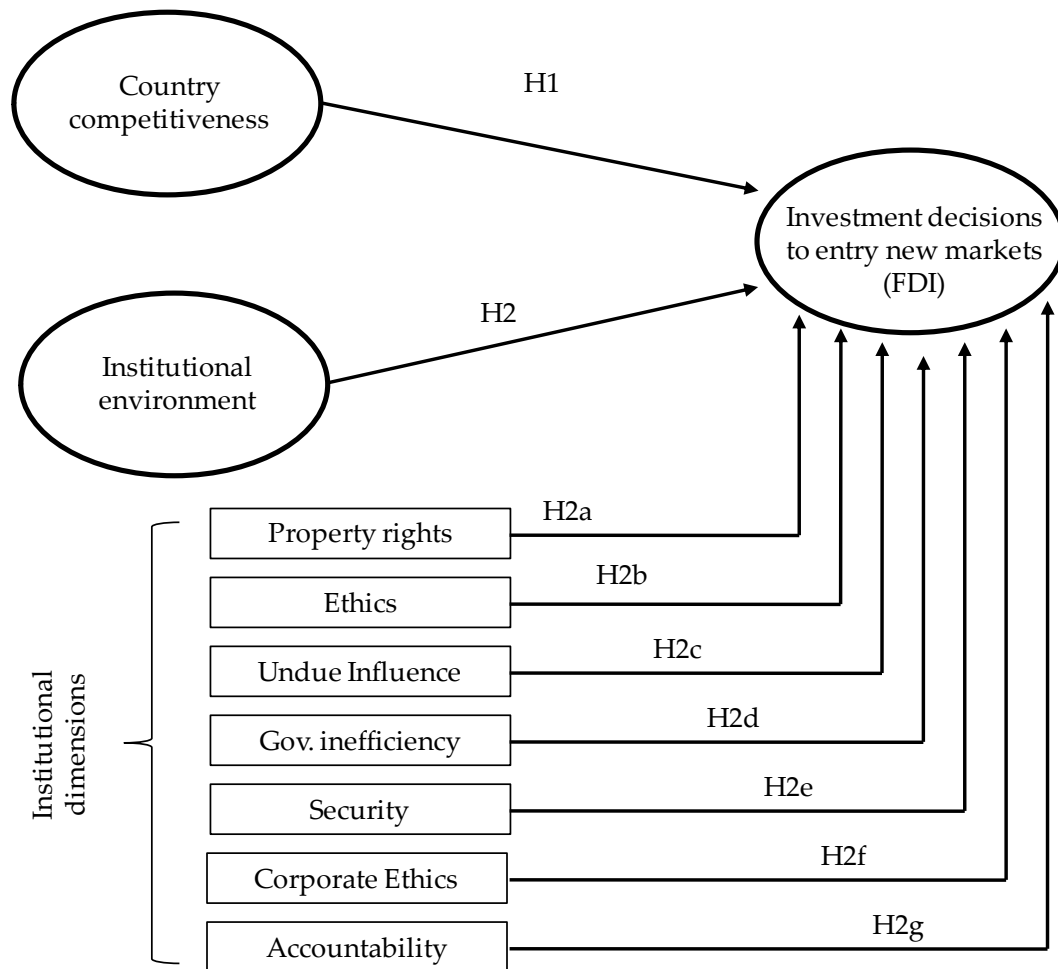 Country
competitiveness
H1
Investment decisions
to entry new markets
(FDI)
H2
Institutional
environment
Institutional
dimensions
Property rights
H2a
Ethics
H2b
Undue Influence
H2c
Gov. inefficiency
H2d
Security
H2e
Corporate Ethics
H2f
Accountability
H2g